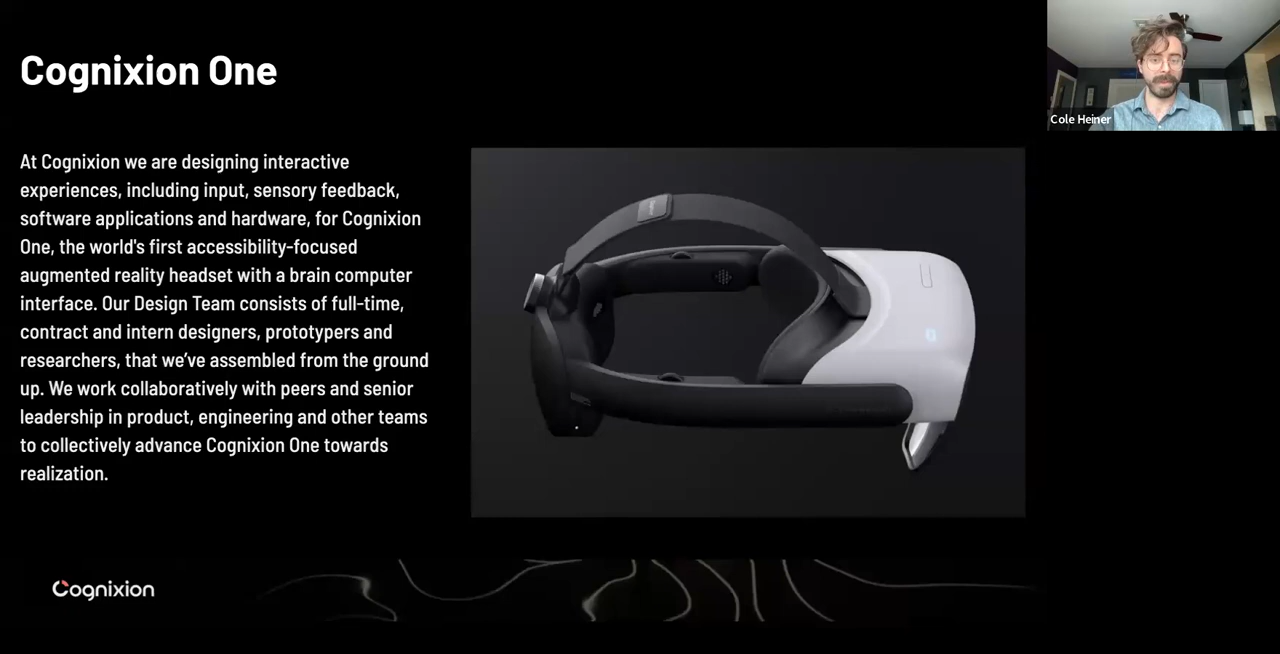 Cognixion One
At Cognixion we are designing interactive
experiences, including input, sensory feedback,
software applications and hardware, for Cognixion
One, the world's first accessibility-focused
augmented reality headset with a brain computer
interface. Our Design Team consists of full-time,
contract and intern designers, prototypers and
researchers, that we’ve assembled from the ground
up. We work collaboratively with peers and senior
leadership in product, engineering and other teams
to collectively advance Cognixion One towards
realization.
Cognixion
Cole Heiner